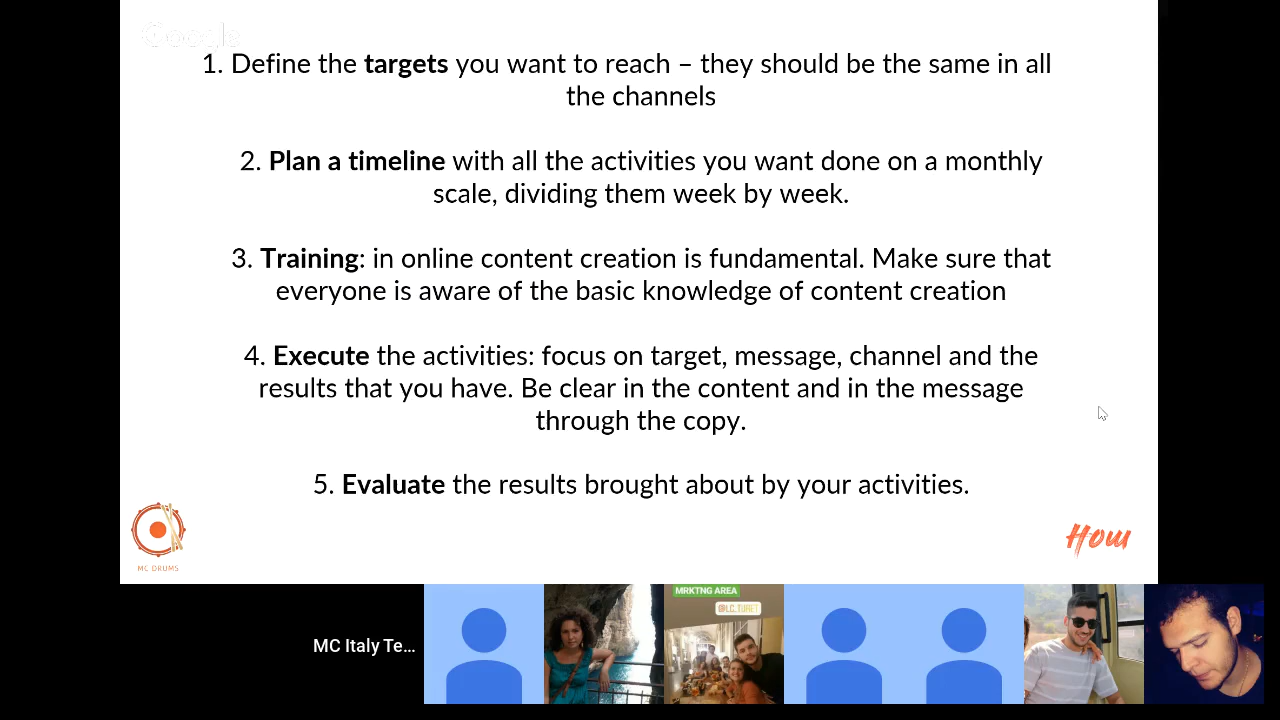 Google
1. Define the targets you want to reach – they should be the same in all
the channels
2. Plan a timeline with all the activities you want done on a monthly
scale, dividing them week by week.
3. Training: in online content creation is fundamental. Make sure that
everyone is aware of the basic knowledge of content creation
4. Execute the activities: focus on target, message, channel and the
results that you have. Be clear in the content and in the message
through the copy.
5. Evaluate the results brought about by your activities.
MC DRUMS
How
MC Italy Te...
MRKTNG AREA
@LC.TURET